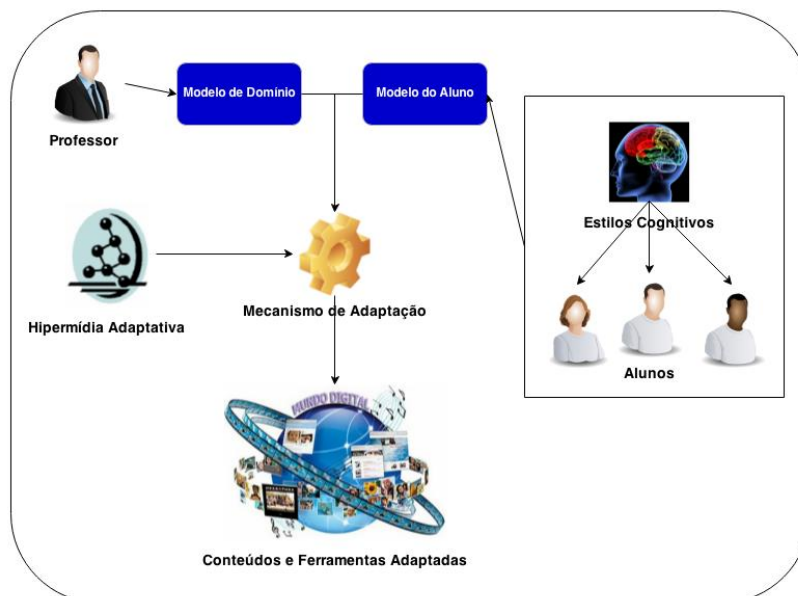 Modelo de Domínio
Modelo do Aluno
Professor
Estilos Cognitivos
Hipermídia Adaptativa
Mecanismo de Adaptação
Alunos
MUNDO DIGITAL
Conteúdos e Ferramentas Adaptadas